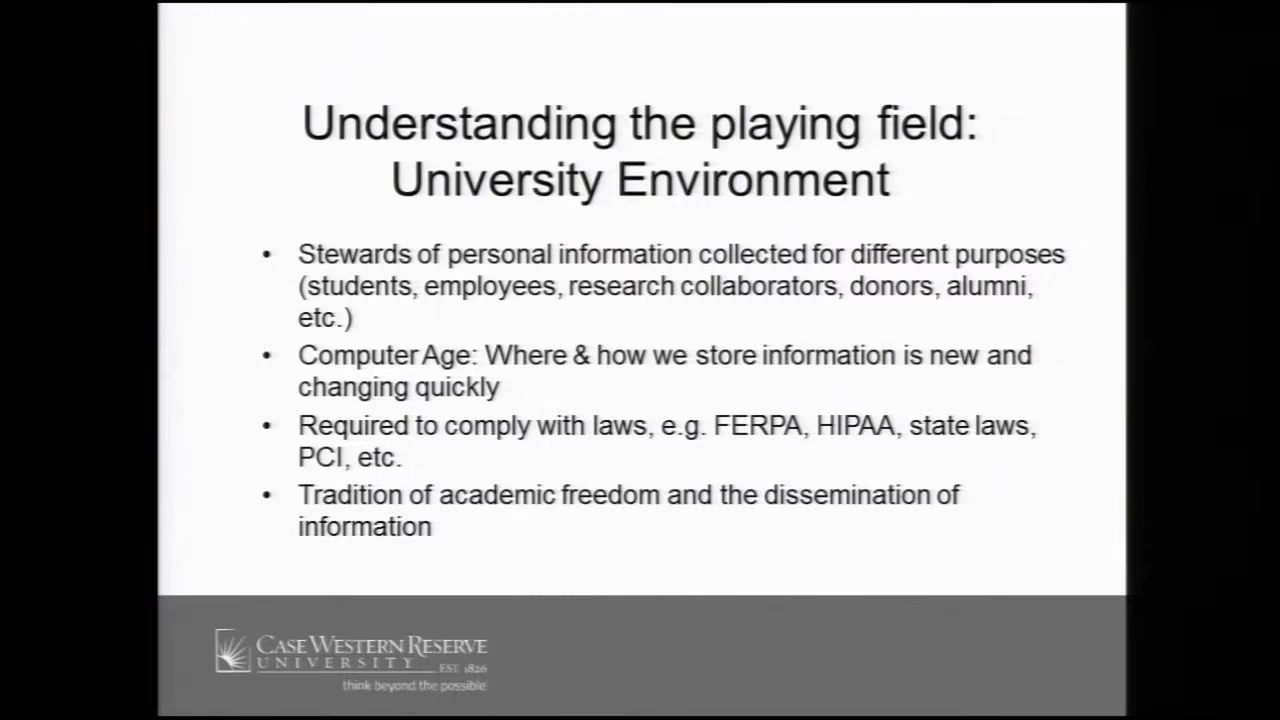 Understanding the playing field:
University Environment
• Stewards of personal information collected for different purposes
(students, employees, research collaborators, donors, alumni,
etc.)
• Computer Age: Where & how we store information is new and
changing quickly
• Required to comply with laws, e.g. FERPA, HIPAA, state laws,
PCI, etc.
• Tradition of academic freedom and the dissemination of
information
CASE WESTERN RESERVE
UNIVERSITY EST. 1826
think beyond the possible